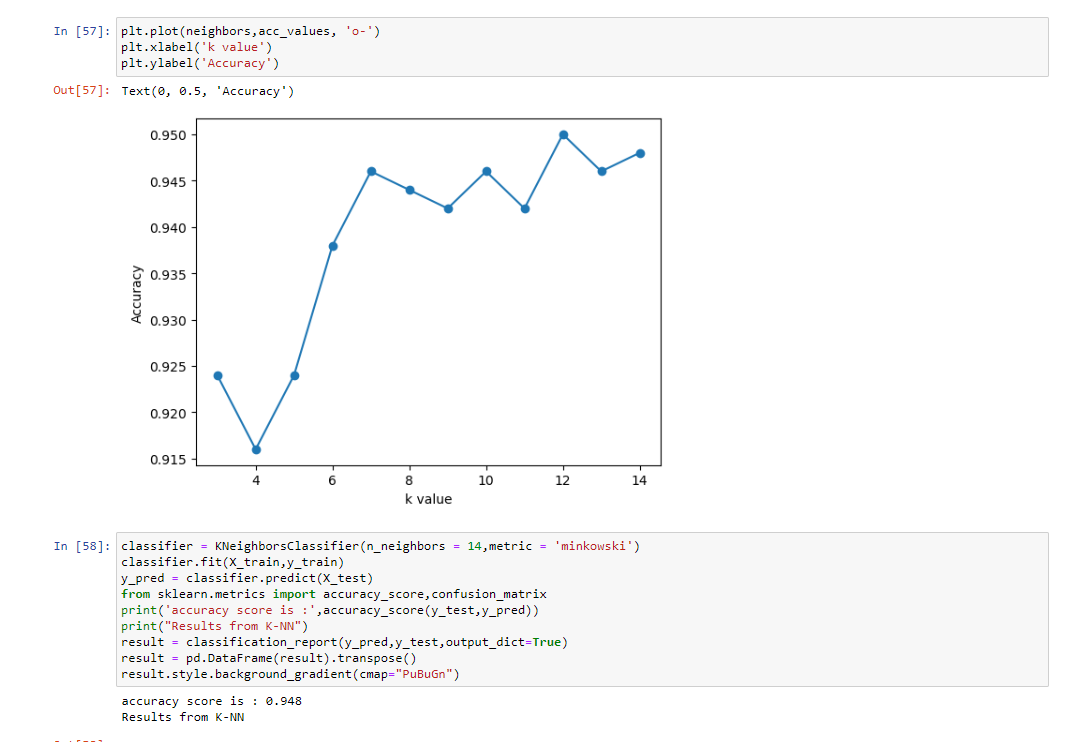 In [57]: plt.plot(neighbors,acc_values, 'o-')
plt.xlabel('k value')
plt.ylabel('Accuracy')
Out[57]: Text(0, 0.5, 'Accuracy')
0.950
0.945
0.940
0.935
0.930
0.925
0.920
0.915
Accuracy
4 6 8 10 12 14
k value
In [58]: classifier = KNeighborsClassifier(n_neighbors = 14,metric = 'minkowski')
classifier.fit(X_train,y_train)
y_pred = classifier.predict(X_test)
from sklearn.metrics import accuracy_score,confusion_matrix
print('accuracy score is :',accuracy_score(y_test,y_pred))
print("Results from K-NN")
result = classification_report(y_pred,y_test,output_dict=True)
result = pd.DataFrame(result).transpose()
result.style.background_gradient(cmap="PuBuGn")
accuracy score is : 0.948
Results from K-NN